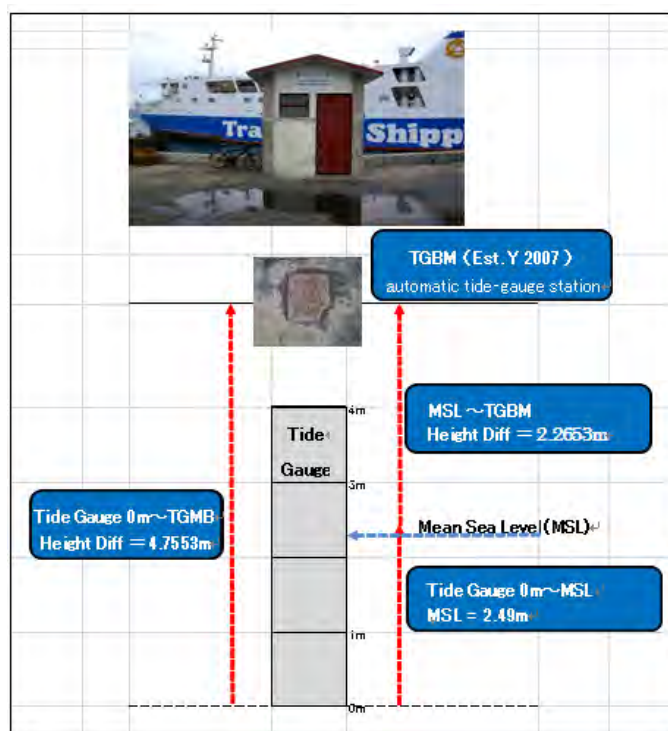 Tra
Shipp
TGBM (Est. Y 2007)
automatic tide-gauge station
4m
Tide
Gauge
MSL ~TGBM
Height Diff = 2.2653m
3m
Tide Gauge 0m~TGMB
Height Diff = 4.7553m
Mean Sea Level(MSL)
Tide Gauge 0m~MSL
MSL = 2.49m
1m
0m